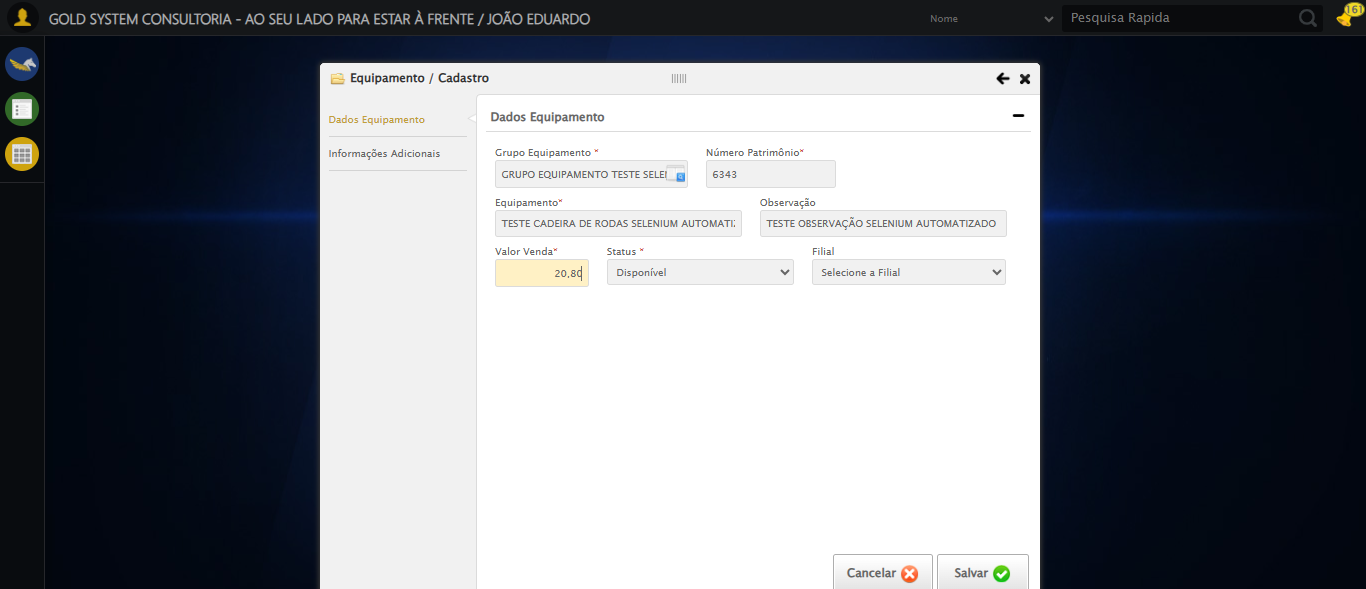 GOLD SYSTEM CONSULTORIA - AO SEU LADO PARA ESTAR À FRENTE / JOÃO EDUARDO
Nome
Pesquisa Rapida
161
Equipamento / Cadastro
Dados Equipamento
Informações Adicionais
Dados Equipamento
Grupo Equipamento *
Número Patrimônio*
GRUPO EQUIPAMENTO TESTE SELE
6343
Equipamento*
Observação
TESTE CADEIRA DE RODAS SELENIUM AUTOMATI
TESTE OBSERVAÇÃO SELENIUM AUTOMATIZADO
Valor Venda*
Status *
Filial
20,80
Disponível
Selecione a Filial
Cancelar
Salvar